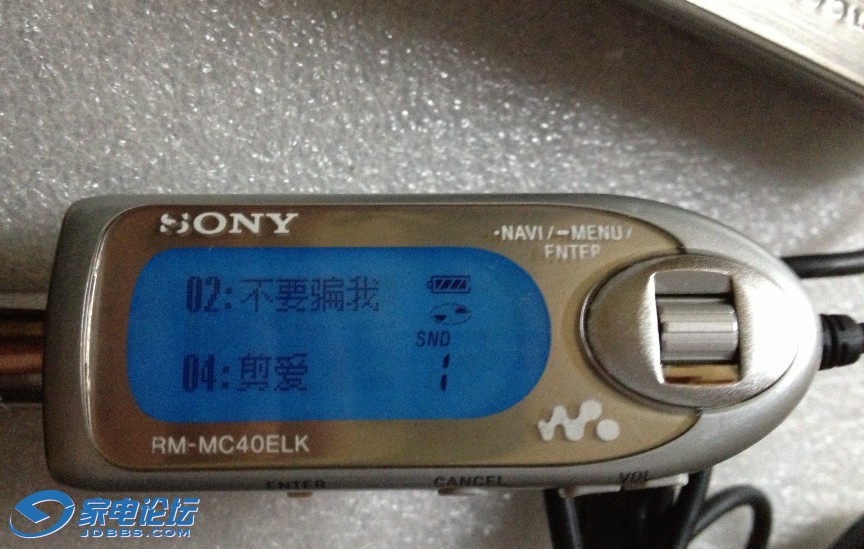 SONY
·NAVI/−MENU/
ENTER
02:不要骗我
SND
04:剪爱
1
RM-MC40ELK
ENTER
CANCEL
VOL
家电论坛
JDBBS.COM